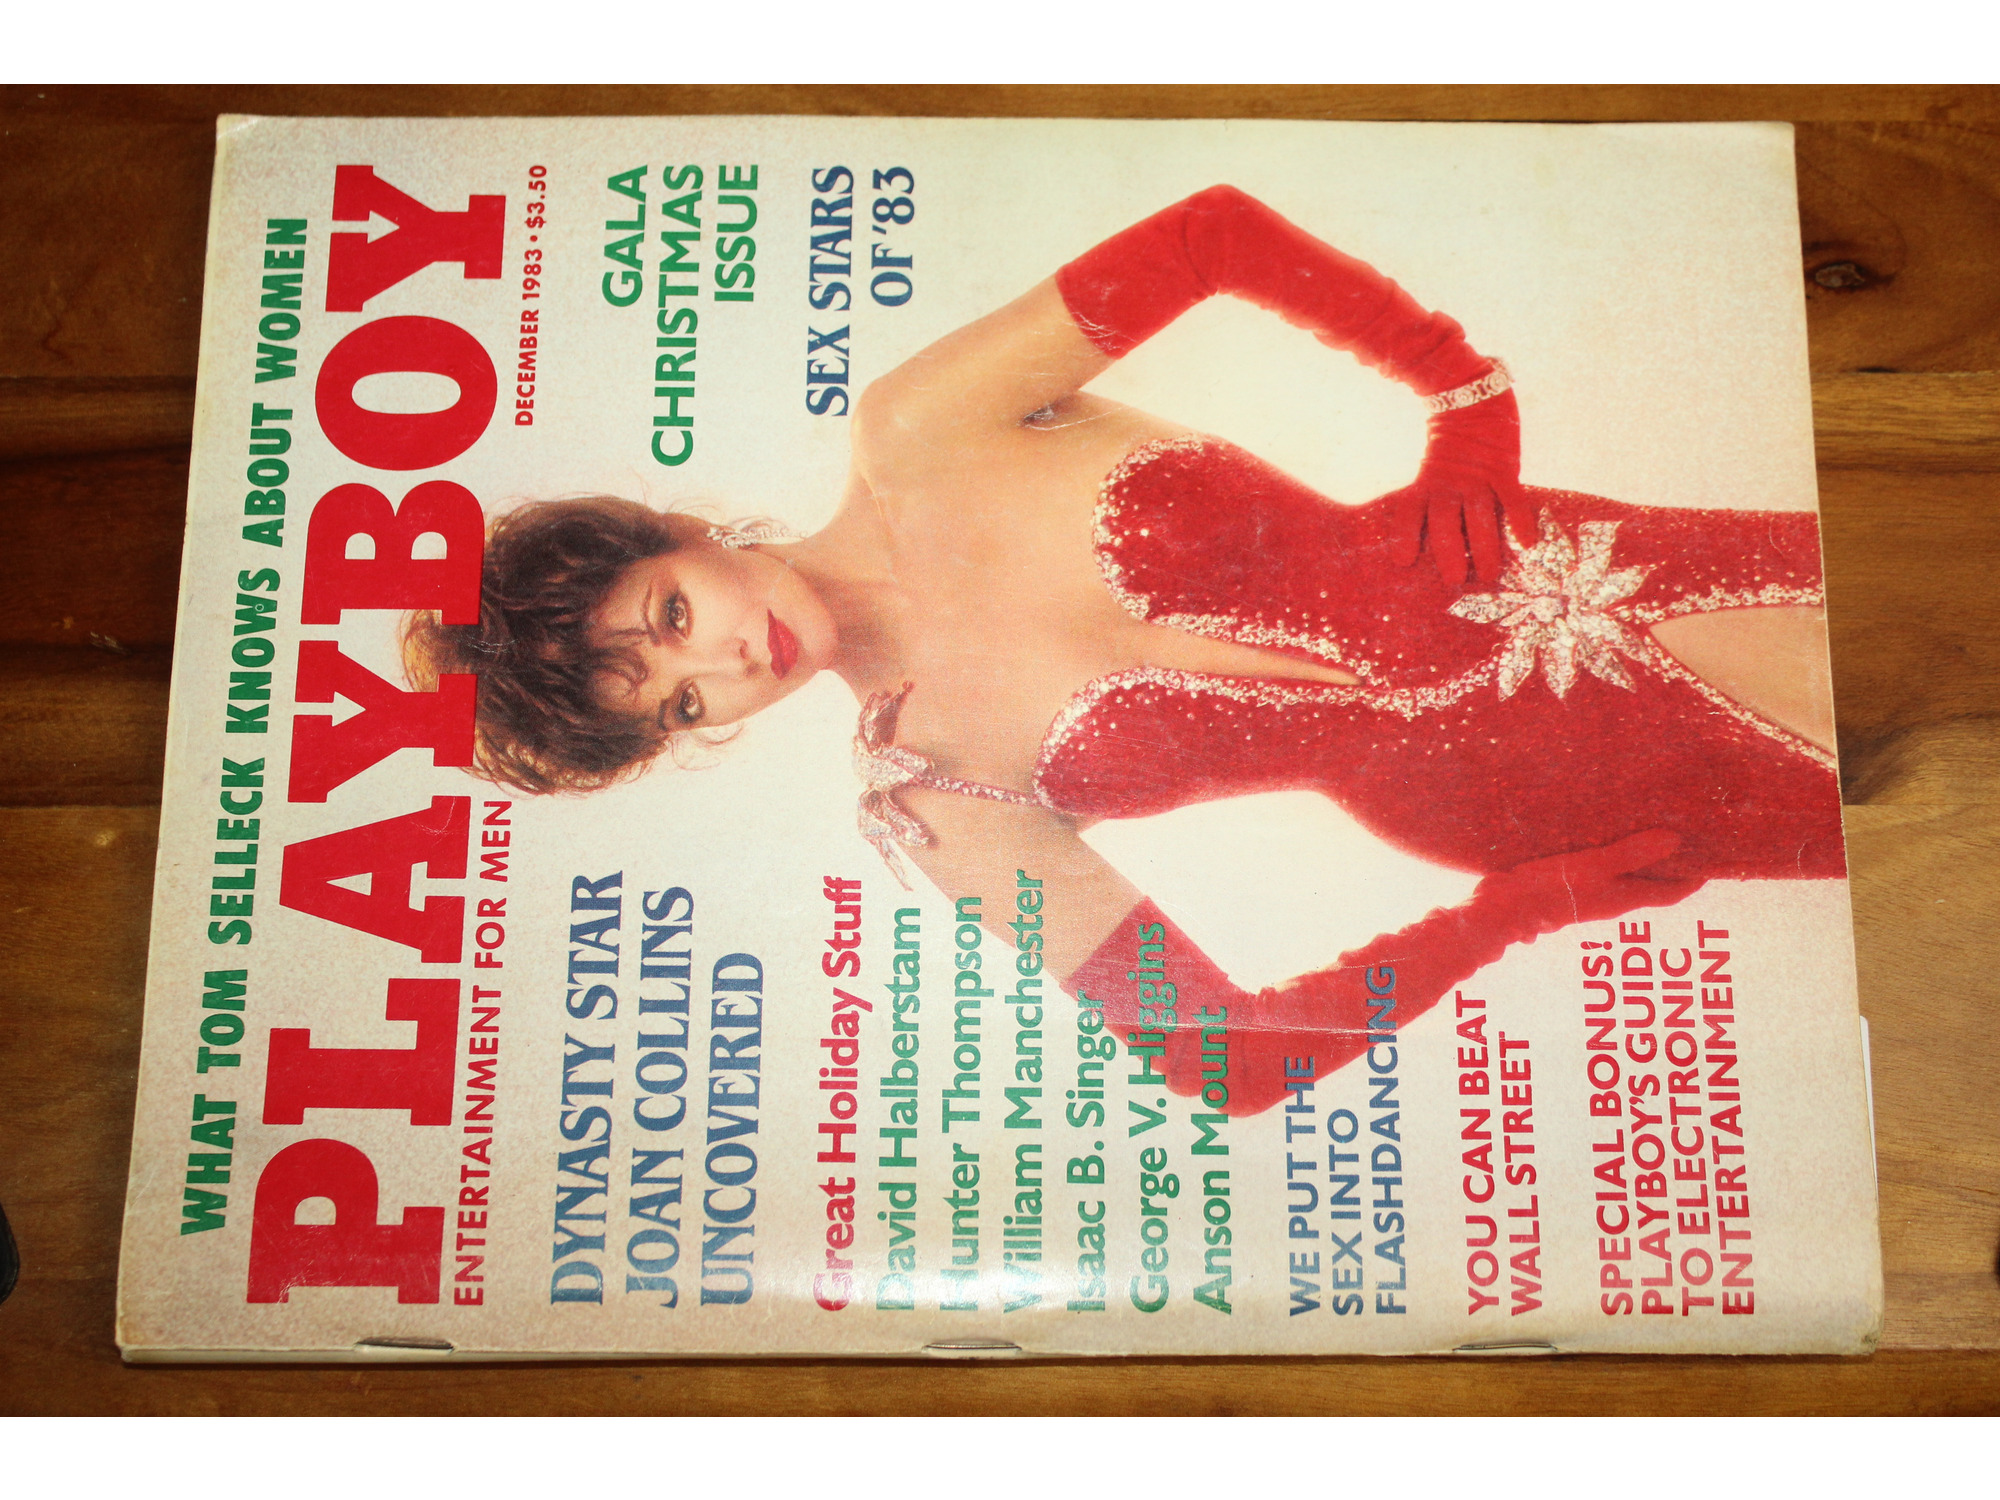 WHAT TOM SELLECK KNOWS ABOUT WOMEN
PLAYBOY
ENTERTAINMENT FOR MEN
DECEMBER 1983 • $3.50
DYNASTY STAR
JOAN COLLINS
UNCOVERED
Great Holiday Stuff
David Halberstam
Hunter Thompson
William Manchester
Isaac B. Singer
George V. Higgins
Anson Mount
WE PUT THE
SEX INTO
FLASHDANCING
YOU CAN BEAT
WALL STREET
SPECIAL BONUS!
PLAYBOY'S GUIDE
TO ELECTRONIC
ENTERTAINMENT
GALA
CHRISTMAS
ISSUE
SEX STARS
OF '83